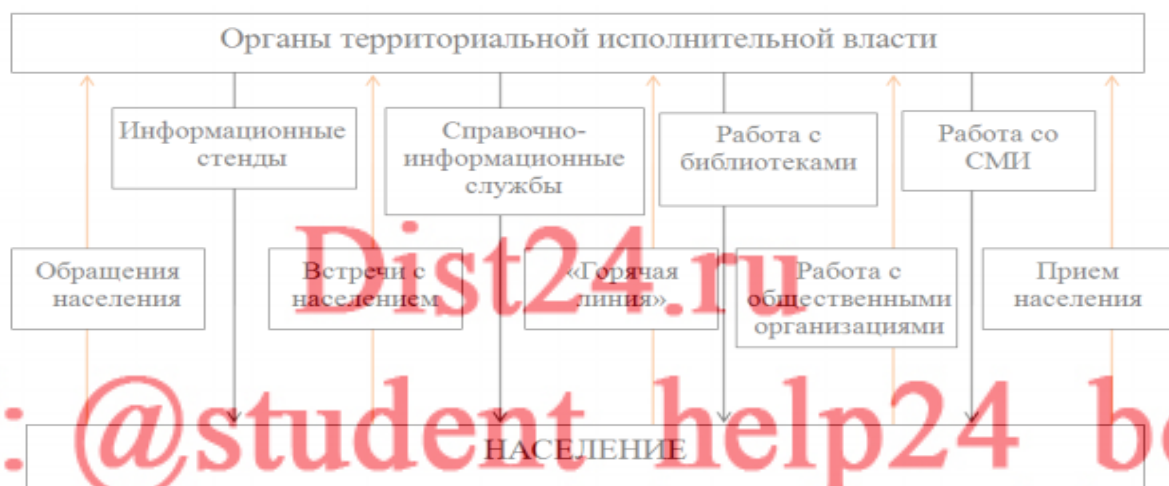 Органы территориальной исполнительной власти
Информационные
стенды
Справочно-
информационные
службы
Работа с
библиотеками
Работа со
СМИ
Обращения
населения
Встречи с
населением
«Горячая
линия»
Работа с
общественными
организациями
Прием
населения
Dist24.ru
НАСЕЛЕНИЕ
: @student_help24_bo